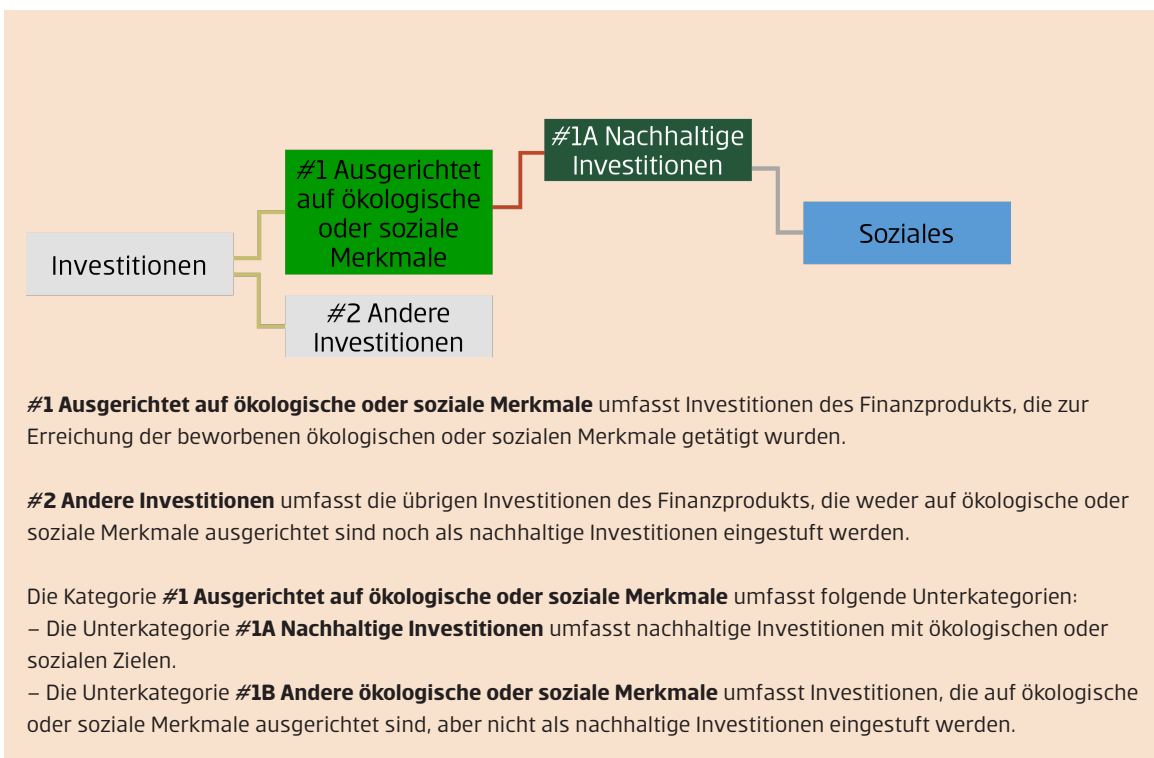 #1A Nachhaltige
Investitionen
#1 Ausgerichtet
auf ökologische
oder soziale
Merkmale
Soziales
Investitionen
#2 Andere
Investitionen
#1 Ausgerichtet auf ökologische oder soziale Merkmale umfasst Investitionen des Finanzprodukts, die zur
Erreichung der beworbenen ökologischen oder sozialen Merkmale getätigt wurden.
#2 Andere Investitionen umfasst die übrigen Investitionen des Finanzprodukts, die weder auf ökologische oder
soziale Merkmale ausgerichtet sind noch als nachhaltige Investitionen eingestuft werden.
Die Kategorie #1 Ausgerichtet auf ökologische oder soziale Merkmale umfasst folgende Unterkategorien:
– Die Unterkategorie #1A Nachhaltige Investitionen umfasst nachhaltige Investitionen mit ökologischen oder
sozialen Zielen.
– Die Unterkategorie #1B Andere ökologische oder soziale Merkmale umfasst Investitionen, die auf ökologische
oder soziale Merkmale ausgerichtet sind, aber nicht als nachhaltige Investitionen eingestuft werden.